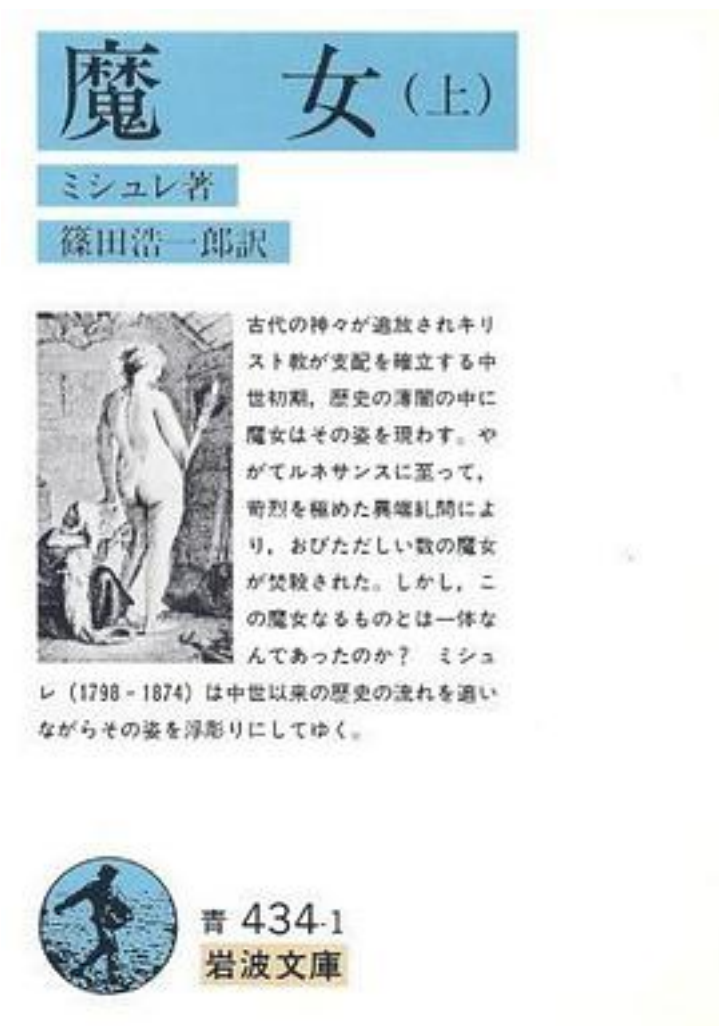 魔 女(上)
ミシュレ著
篠田浩一郎訳
古代の神々が追放されキリ
スト教が支配を確立する中
世初期，歴史の薄闇の中に
魔女はその姿を現わす。や
がてルネサンスに至って，
苛烈を極めた異端糺問によ
り，おびただしい数の魔女
が焚殺された。しかし，こ
の魔女なるものとは一体な
んであったのか？ ミシュ
レ（1798-1874）は中世以来の歴史の流れを追い
ながらその姿を浮彫りにしてゆく。
青 434-1
岩波文庫